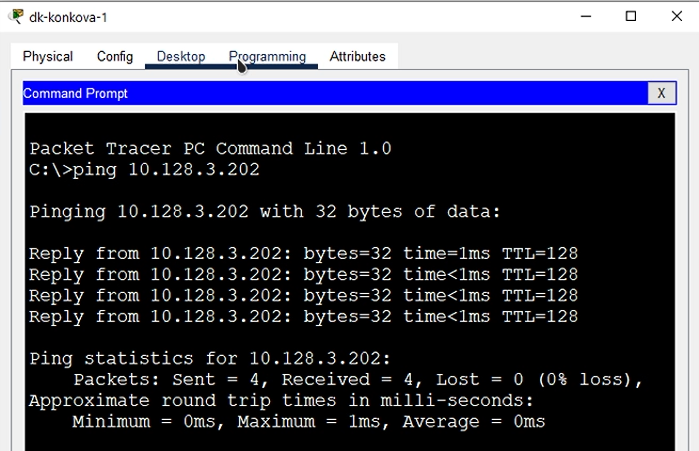 dk-konkova-1
Physical Config Desktop Programming Attributes
Command Prompt X
Packet Tracer PC Command Line 1.0
C:\>ping 10.128.3.202
Pinging 10.128.3.202 with 32 bytes of data:
Reply from 10.128.3.202: bytes=32 time=1ms TTL=128
Reply from 10.128.3.202: bytes=32 time<1ms TTL=128
Reply from 10.128.3.202: bytes=32 time<1ms TTL=128
Reply from 10.128.3.202: bytes=32 time<1ms TTL=128
Ping statistics for 10.128.3.202:
    Packets: Sent = 4, Received = 4, Lost = 0 (0% loss),
Approximate round trip times in milli-seconds:
    Minimum = 0ms, Maximum = 1ms, Average = 0ms